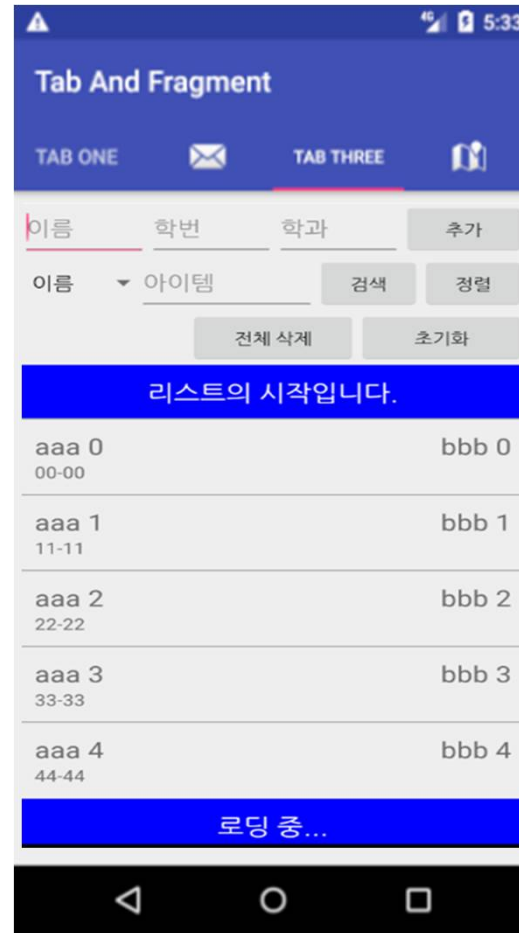 4G 5:33
Tab And Fragment
TAB ONE TAB THREE
이름 학번 학과 추가
이름 아이템 검색 정렬
전체 삭제 초기화
리스트의 시작입니다.
aaa 0 bbb 0
00-00
aaa 1 bbb 1
11-11
aaa 2 bbb 2
22-22
aaa 3 bbb 3
33-33
aaa 4 bbb 4
44-44
로딩 중...